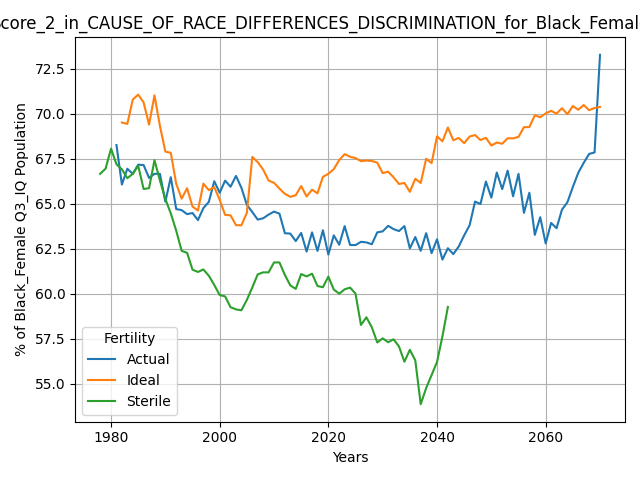 core_2_in_CAUSE_OF_RACE_DIFFERENCES_DISCRIMINATION_for_Black_Femal
% of Black_Female Q3_IQ Population
72.5
70.0
67.5
65.0
62.5
60.0
57.5
55.0
Fertility
Actual
Ideal
Sterile
1980
2000
2020
2040
2060
Years